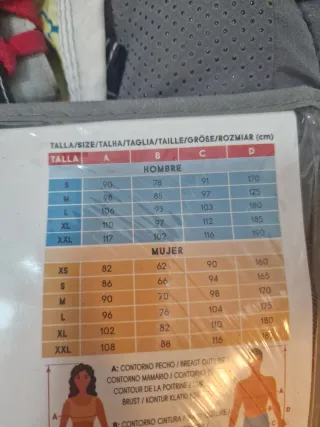 TALLA/SIZE/TALHA/TAGLIA/TAILLE/GRÖSE/ROZMIAR (cm)
TALLA A B C D
HOMBRE
S 90 78 91 170
M 98 85 97 175
L 106 93 103 180
XL 110 97 112 185
XXL 117 102 116 190
MUJER
XS 82 62 90 160
S 86 66 94 165
M 90 70 98 170
L 96 76 104 175
XL 102 82 110 180
XXL 108 88 116
A: CONTORNO PECHO / BREAST OUTLINE /
CONTORNO MAMÁRIO / CONTORNO
CONTOUR DE LA POITRINE /
BRUST / KONTUR KLATKI
B: CONTORNO CINTURA /
A